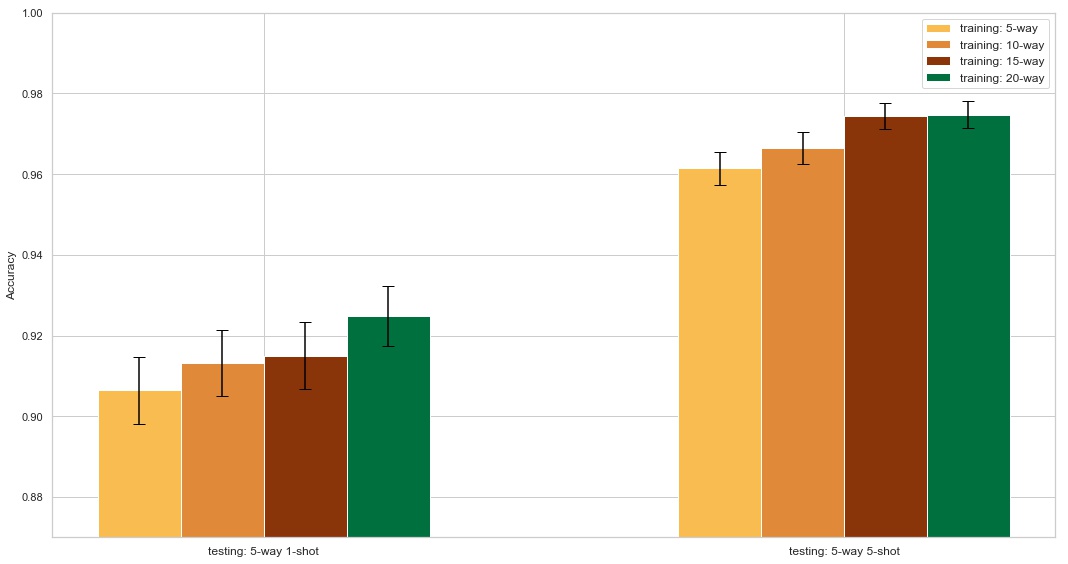 1.00
0.98
0.96
0.94
0.92
0.90
0.88
Accuracy
training: 5-way
training: 10-way
training: 15-way
training: 20-way
testing: 5-way 1-shot
testing: 5-way 5-shot